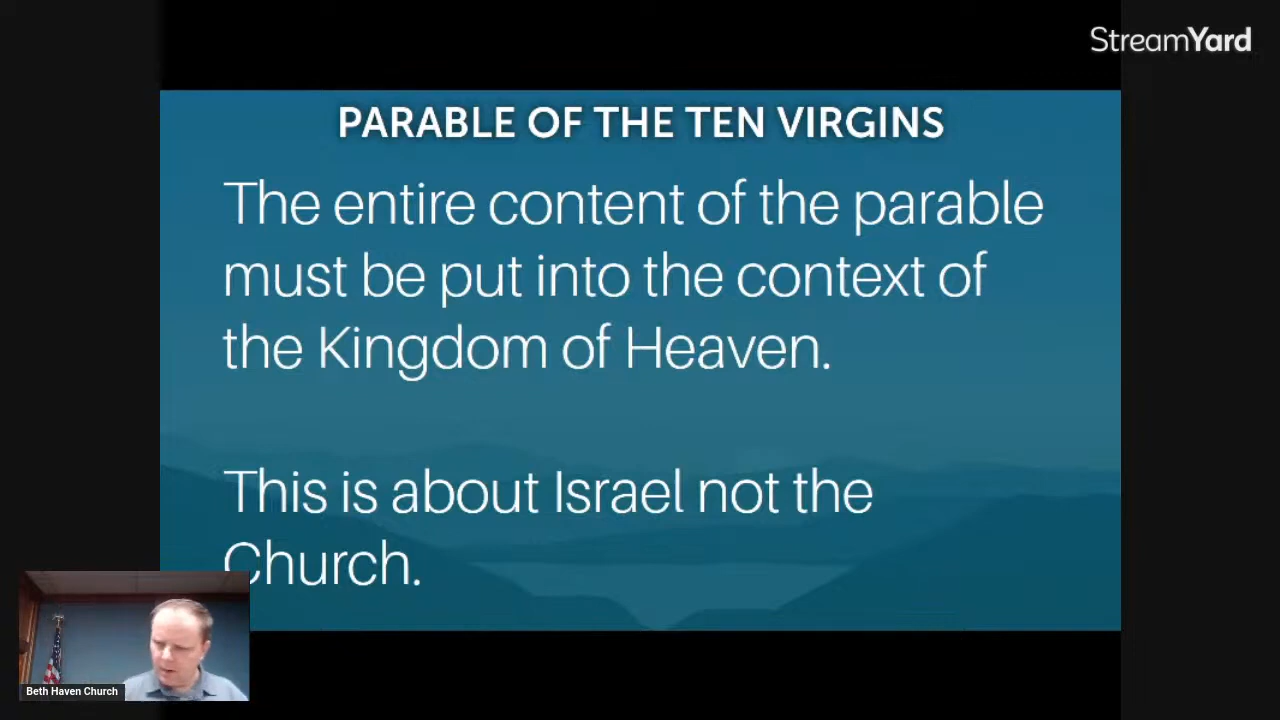 StreamYard
PARABLE OF THE TEN VIRGINS
The entire content of the parable
must be put into the context of
the Kingdom of Heaven.
This is about Israel not the
Church.
Beth Haven Church